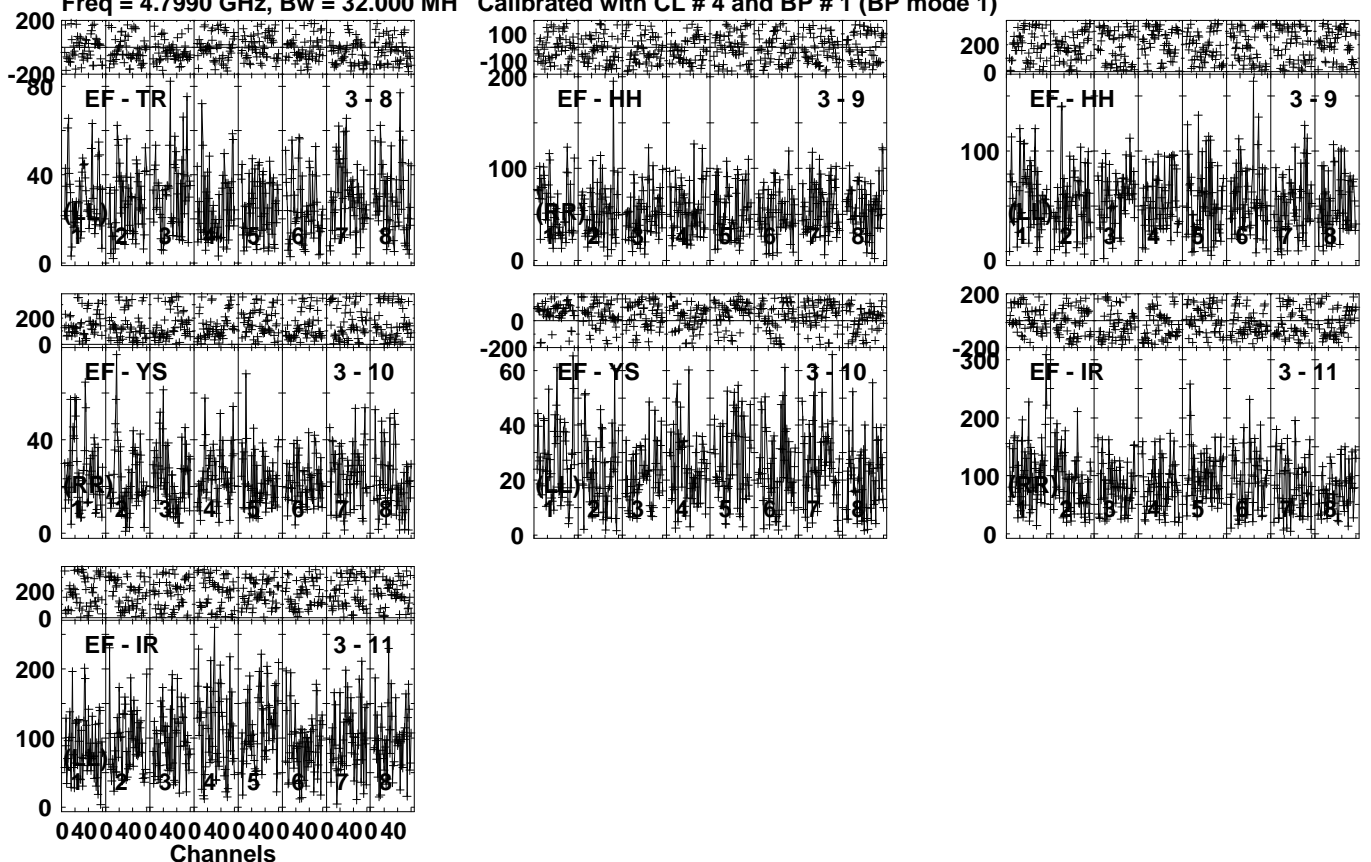 Freq = 4.7990 GHz, Bw = 32.000 MH Calibrated with CL # 4 and BP # 1 (BP mode 1)
200
0
-200
80
40
0
EF - TR 3 - 8
(LL)
1 2 3 4 5 6 7 8
100
-100
200
100
0
EF - HH 3 - 9
(RR)
1 2 3 4 5 6 7 8
200
0
100
0
EF - HH 3 - 9
(LL)
1 2 3 4 5 6 7 8
200
0
40
0
EF - YS 3 - 10
(RR)
1 2 3 4 5 6 7 8
0
-200
60
40
20
0
EF - YS 3 - 10
(LL)
1 2 3 4 5 6 7 8
200
0
-200
300
200
100
0
EF - IR 3 - 11
(RR)
1 2 3 4 5 6 7 8
200
0
200
100
0
EF - IR 3 - 11
(LL)
1 2 3 4 5 6 7 8
0 40 0 40 0 40 0 40 0 40 0 40 0 40 0 40
Channels